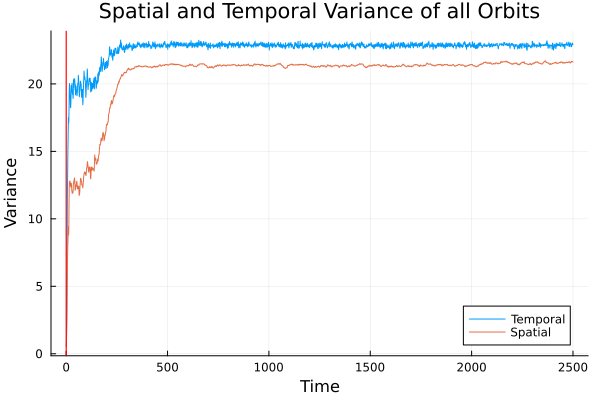 Spatial and Temporal Variance of all Orbits
Variance
20
15
10
5
0
0 500 1000 1500 2000 2500
Time
Temporal
Spatial